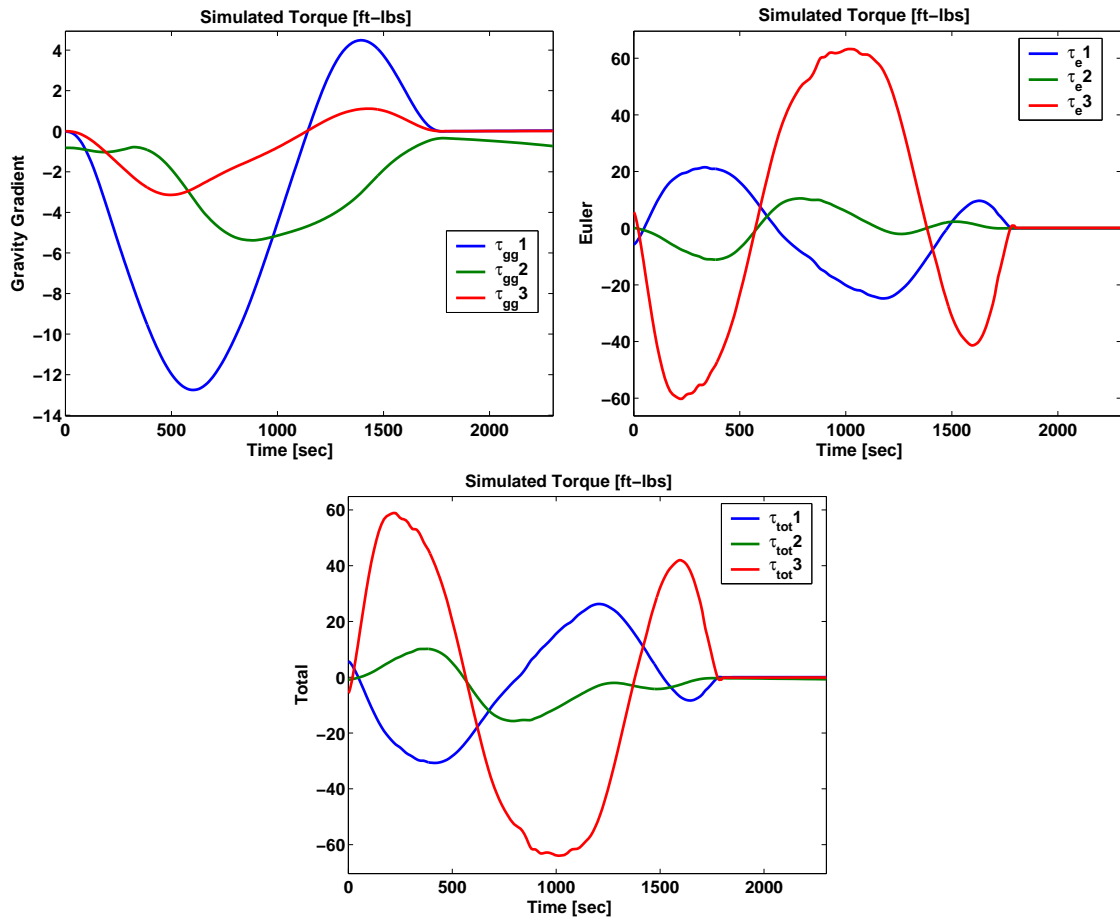 Simulated Torque [ft-lbs]
Gravity Gradient
4
2
0
-2
-4
-6
-8
-10
-12
-14
τgg1
τgg2
τgg3
0 500 1000 1500 2000
Time [sec]
Simulated Torque [ft-lbs]
Euler
60
40
20
0
-20
-40
-60
τe1
τe2
τe3
0 500 1000 1500 2000
Time [sec]
Simulated Torque [ft-lbs]
Total
60
40
20
0
-20
-40
-60
τtot1
τtot2
τtot3
0 500 1000 1500 2000
Time [sec]